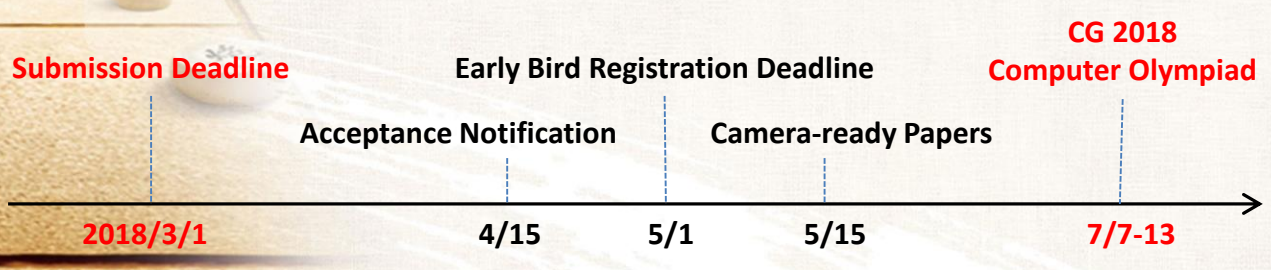 CG 2018
Submission Deadline Early Bird Registration Deadline Computer Olympiad
Acceptance Notification Camera-ready Papers
2018/3/1 4/15 5/1 5/15 7/7-13